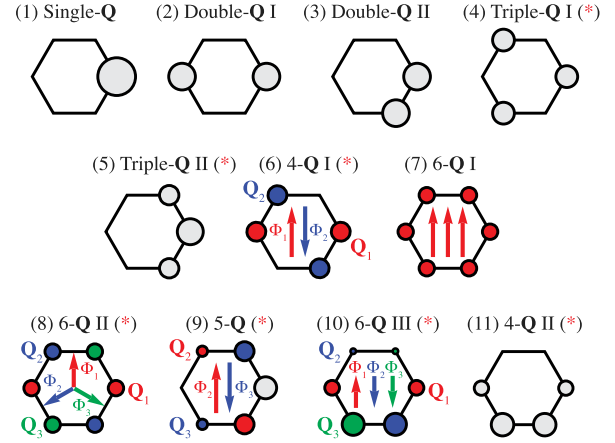 (1) Single-Q
(2) Double-Q I
(3) Double-Q II
(4) Triple-Q I (*)
(5) Triple-Q II (*)
(6) 4-Q I (*)
(7) 6-Q I
Q2
Φ1
Φ2
Q1
(8) 6-Q II (*)
(9) 5-Q (*)
(10) 6-Q III (*)
(11) 4-Q II (*)
Q2
Φ1
Φ2
Φ3
Q1
Q3
Q2
Φ2
Φ3
Q3
Q2
Φ1
Φ2
Φ3
Q1
Q3